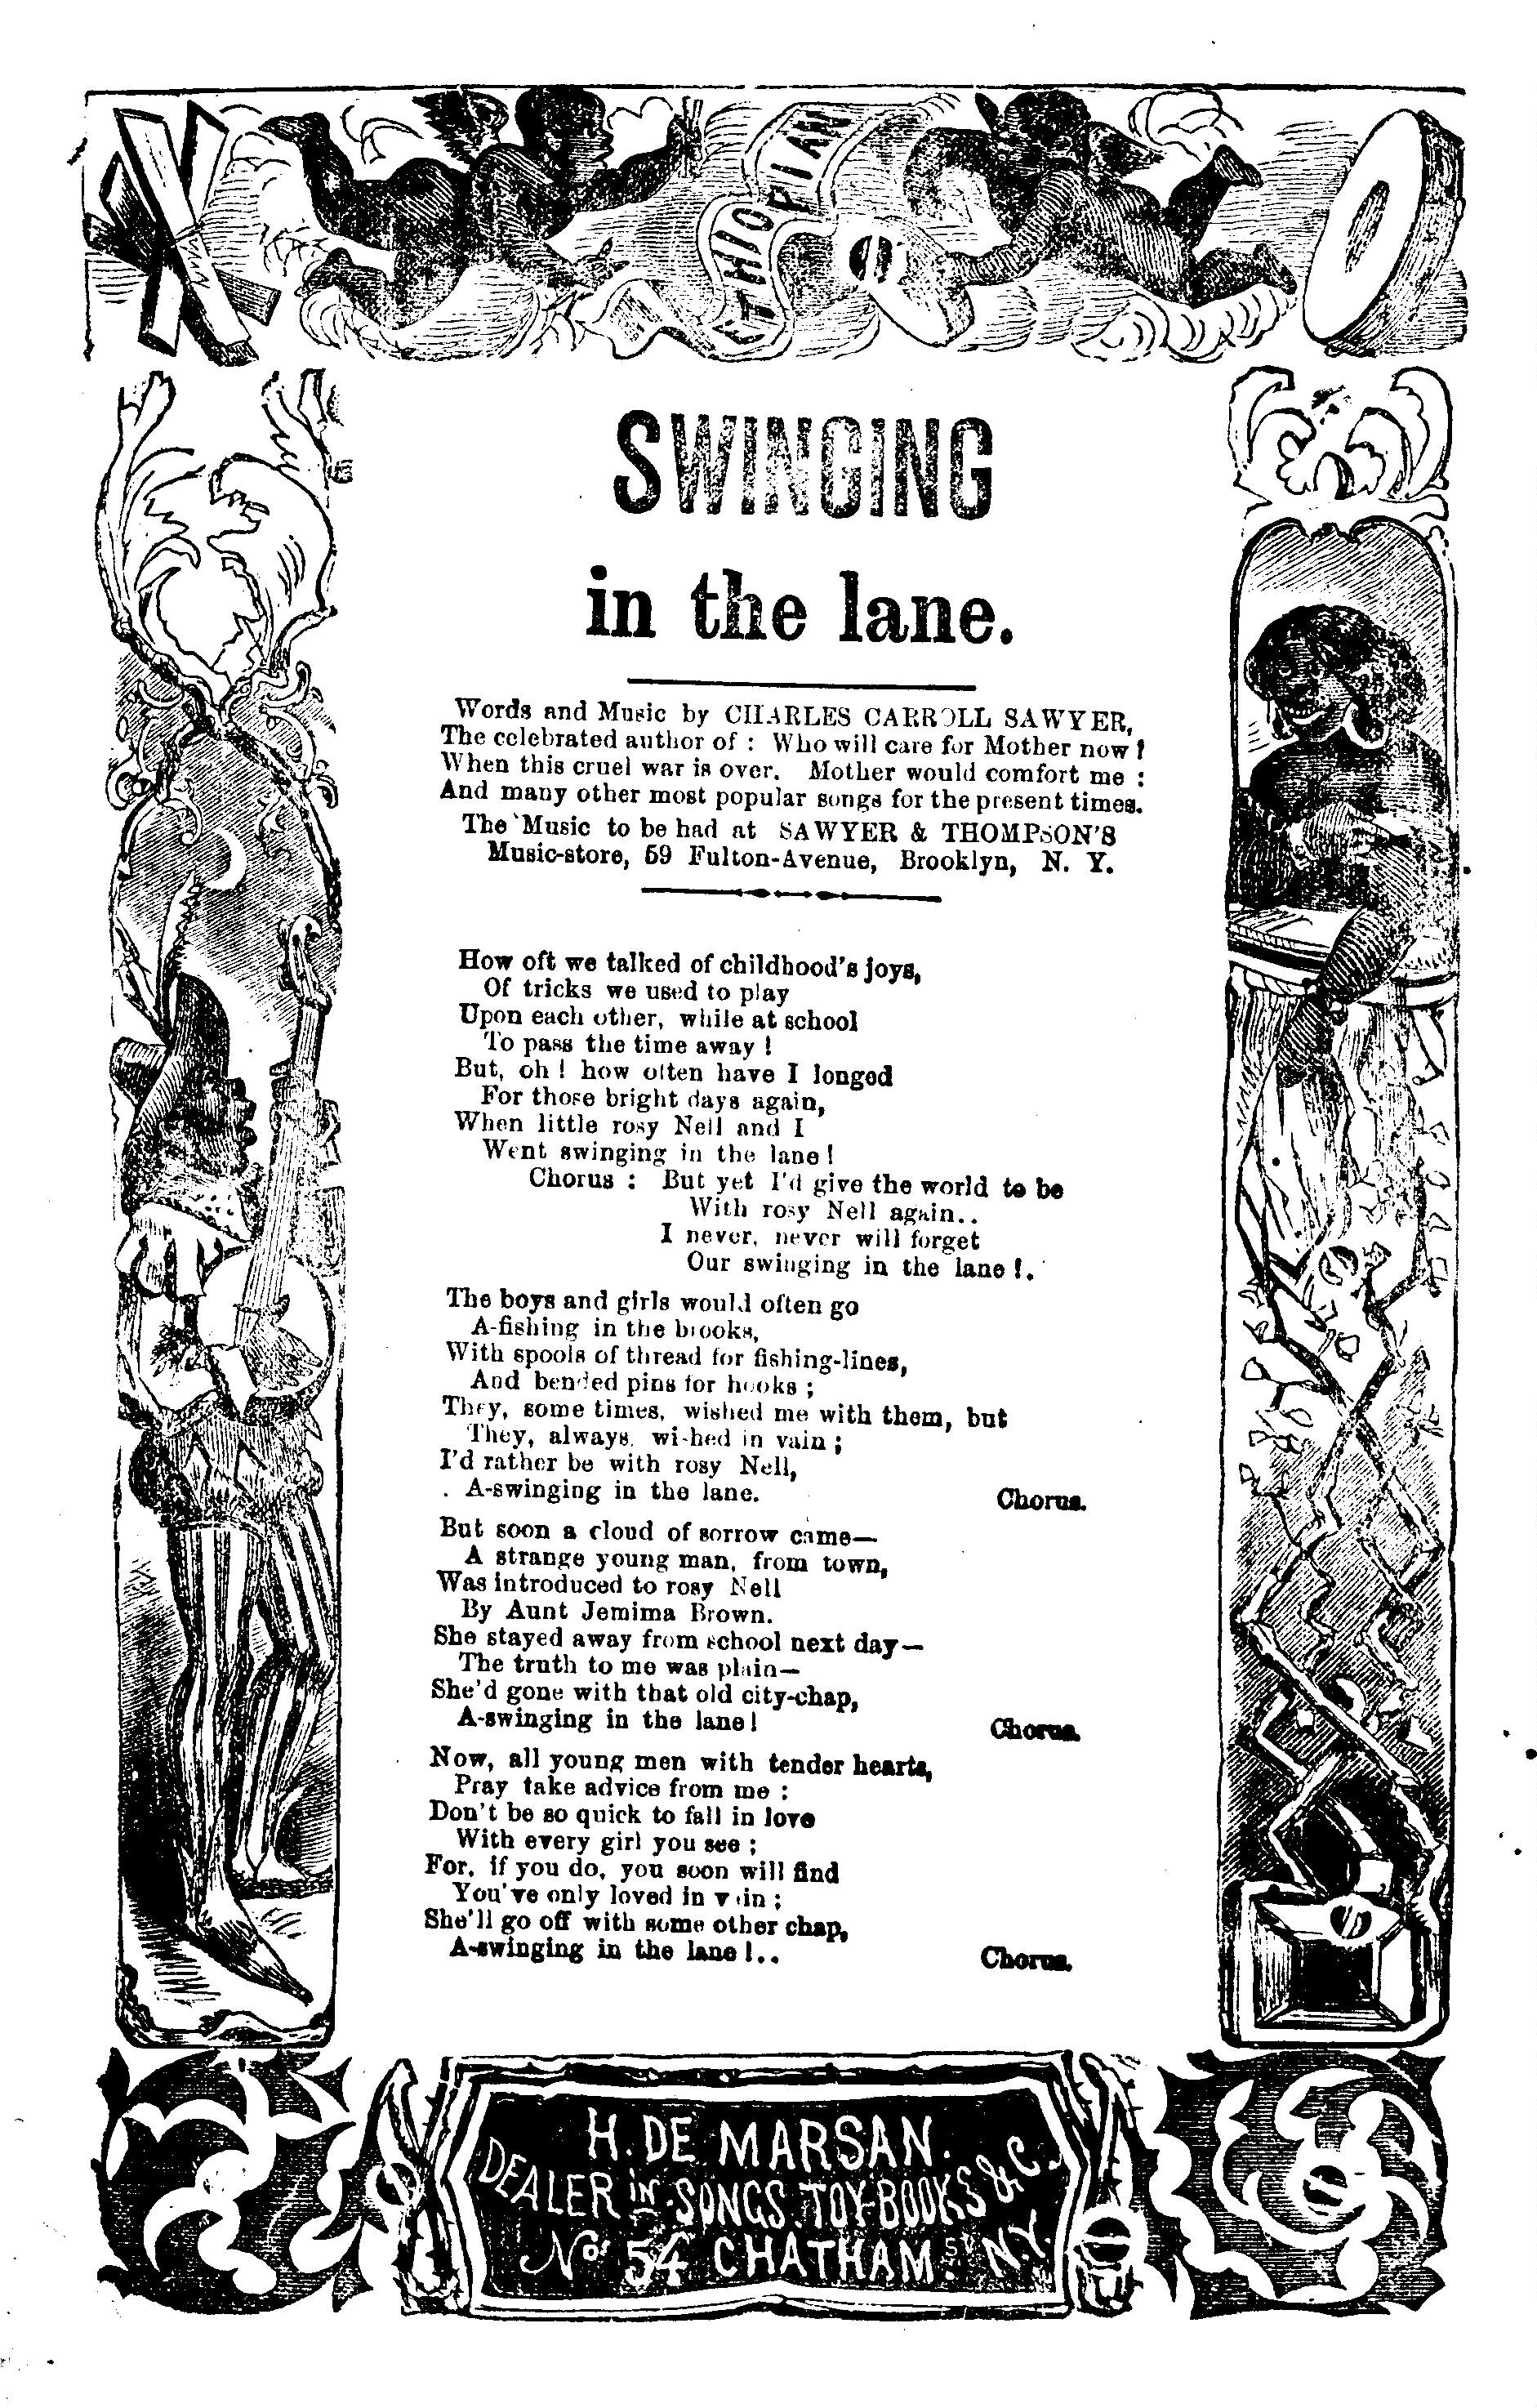 ETHIOPIAN
SWINGING
in the lane.
Words and Music by CHARLES CARROLL SAWYER,
The celebrated author of : Who will care for Mother now ?
When this cruel war is over. Mother would comfort me :
And many other most popular songs for the present times.
The Music to be had at SAWYER & THOMPSON'S
Music-store, 59 Fulton-Avenue, Brooklyn, N. Y.
How oft we talked of childhood's joys,
Of tricks we used to play
Upon each other, while at school
To pass the time away !
But, oh ! how often have I longed
For those bright days again,
When little rosy Nell and I
Went swinging in the lane !
Chorus : But yet I'd give the world to be
With rosy Nell again..
I never, never will forget
Our swinging in the lane !.
The boys and girls would often go
A-fishing in the brooks,
With spools of thread for fishing-lines,
And bended pins for hooks ;
They, some times, wished me with them, but
They, always, wished in vain ;
I'd rather be with rosy Nell,
A-swinging in the lane. Chorus.
But soon a cloud of sorrow came—
A strange young man, from town,
Was introduced to rosy Nell
By Aunt Jemima Brown.
She stayed away from school next day—
The truth to me was plain—
She'd gone with that old city-chap,
A-swinging in the lane ! Chorus.
Now, all young men with tender hearts,
Pray take advice from me :
Don't be so quick to fall in love
With every girl you see ;
For, if you do, you soon will find
You've only loved in vain ;
She'll go off with some other chap,
A-swinging in the lane !.. Chorus.
H. DE MARSAN.
DEALER in SONGS. TOY-BOOKS &C.
No. 54 CHATHAM St. N.Y.